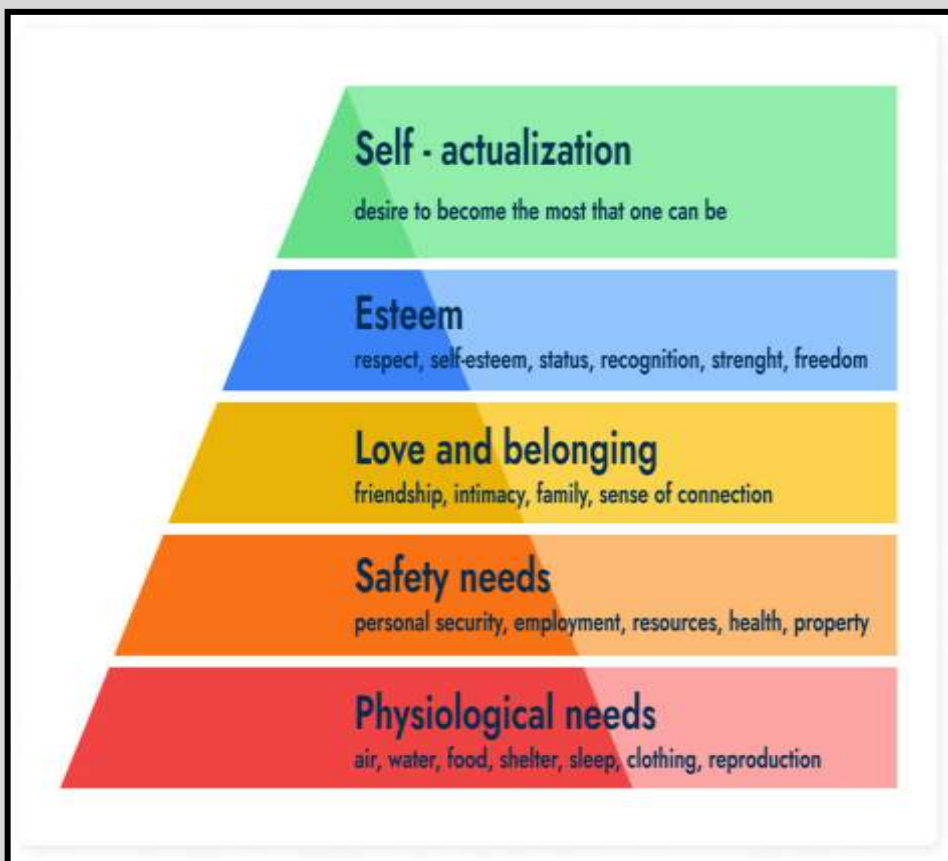 Self - actualization
desire to become the most that one can be
Esteem
respect, self-esteem, status, recognition, strenght, freedom
Love and belonging
friendship, intimacy, family, sense of connection
Safety needs
personal security, employment, resources, health, property
Physiological needs
air, water, food, shelter, sleep, clothing, reproduction